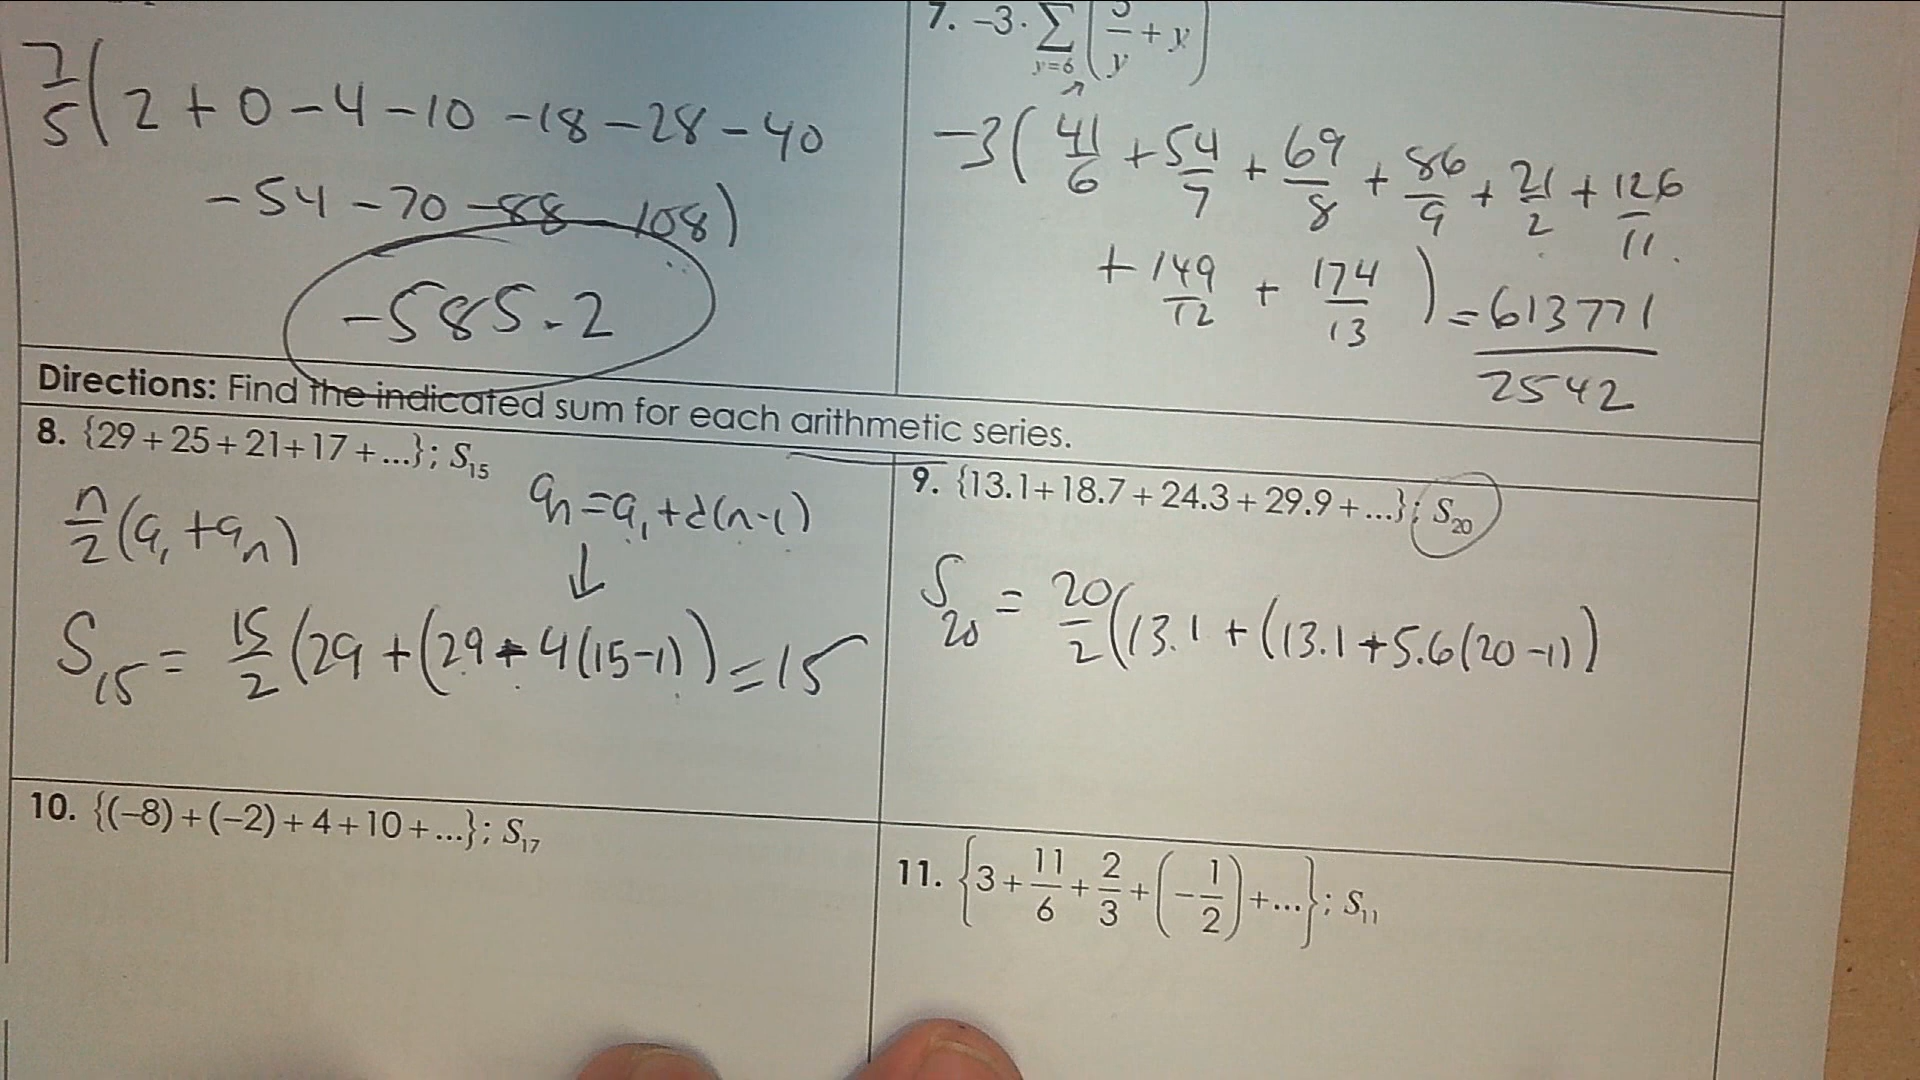 7/5(2+0-4-10-18-28-40
-54-70-88-108)
-585.2
7. -3·∑(5/y + y)
y=6
-3(41/6+54/7+69/8+86/9+21/2+126/11
+149/12+174/13)=613771/2542
Directions: Find the indicated sum for each arithmetic series.
8. {29+25+21+17+...}; S₁₅
n/2(a₁+aₙ)
aₙ=a₁+d(n-1)
↓
S₁₅=15/2(29+(29-4(15-1))=15
9. {13.1+18.7+24.3+29.9+...}; S₂₀
S₂₀=20/2(13.1+(13.1+5.6(20-1))
10. {(-8)+(-2)+4+10+...}; S₁₇
11. {3+11/6+2/3+(-1/2)+...}; S₁₁